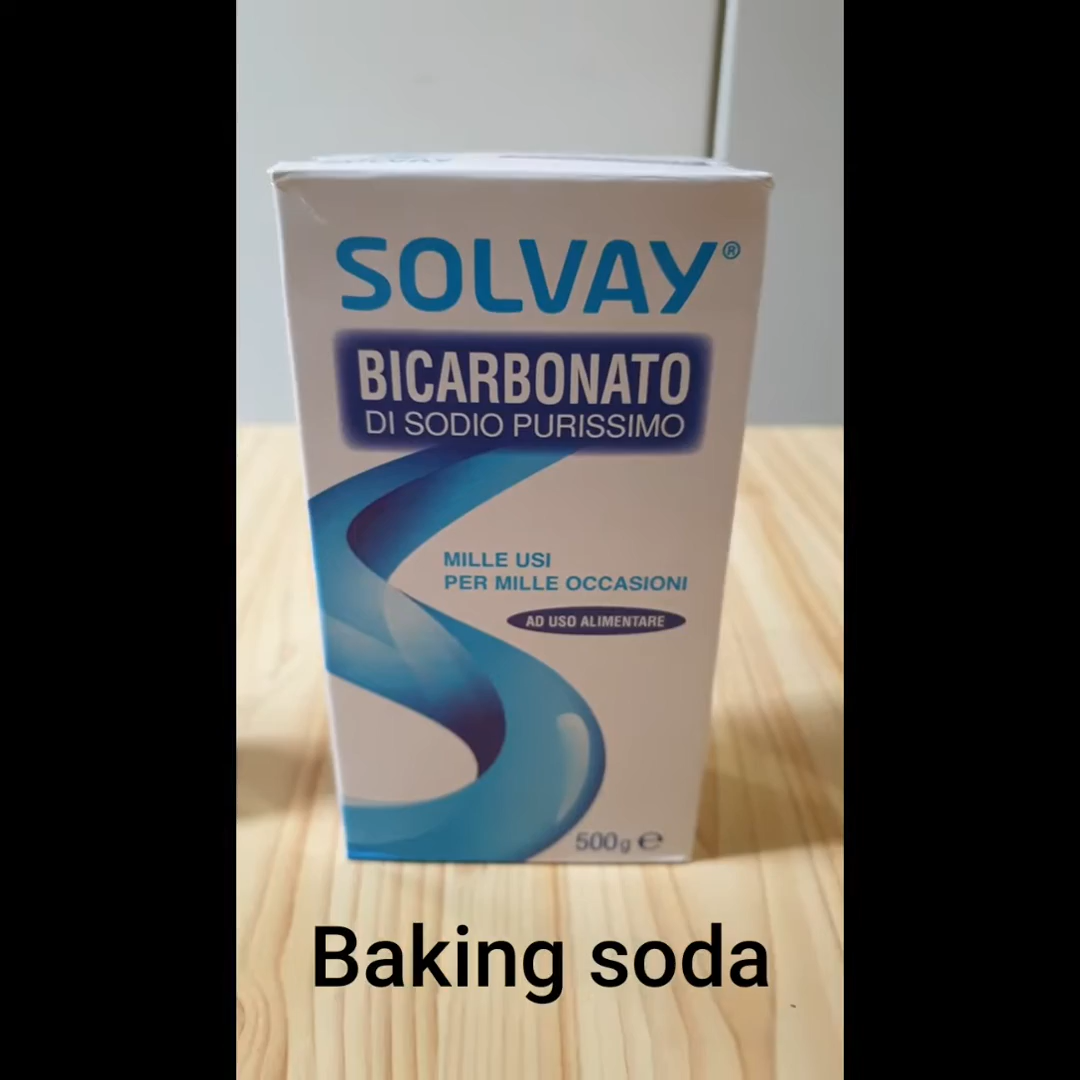 SOLVAY®
BICARBONATO
DI SODIO PURISSIMO
MILLE USI
PER MILLE OCCASIONI
AD USO ALIMENTARE
500g ℮
Baking soda